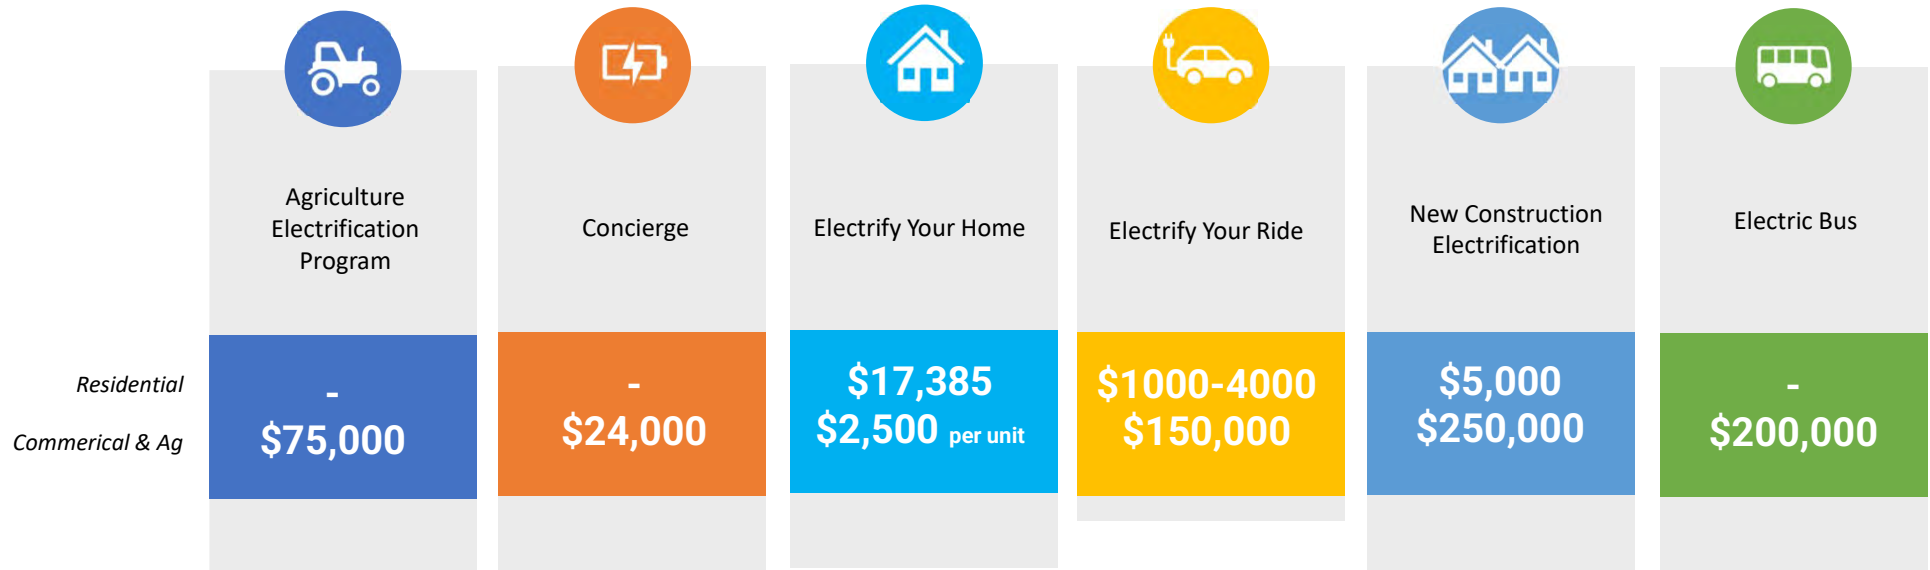 Agriculture
Electrification
Program
Concierge
Electrify Your Home
Electrify Your Ride
New Construction
Electrification
Electric Bus
Residential
-
-
$17,385
$1000-4000
$5,000
-
Commerical & Ag
$75,000
$24,000
$2,500 per unit
$150,000
$250,000
$200,000